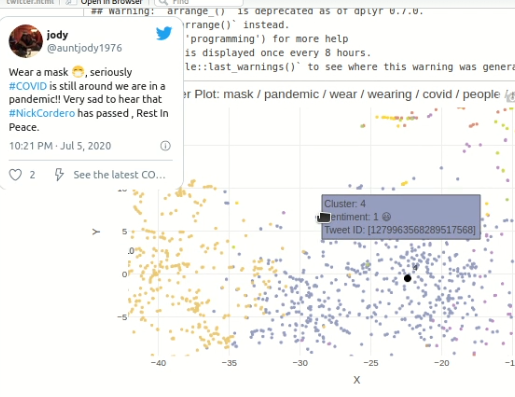 Open in Browser
Find
## Warning: `arrange_()` is deprecated as of dplyr 0.7.0.
arrange()` instead.
'programming') for more help
is displayed once every 8 hours.
le::last_warnings()` to see where this warning was genera
jody
@auntjody1976
Wear a mask 😷, seriously
#COVID is still around we are in a
pandemic!! Very sad to hear that
#NickCordero has passed , Rest In
Peace.
10:21 PM · Jul 5, 2020
2 See the latest CO…
er Plot: mask / pandemic / wear / wearing / covid / people
Cluster: 4
entiment: 1 😃
Tweet ID: [1279963568289517568]
Y
5
0
−5
−40 −35 −30 −25 −20 −1
X